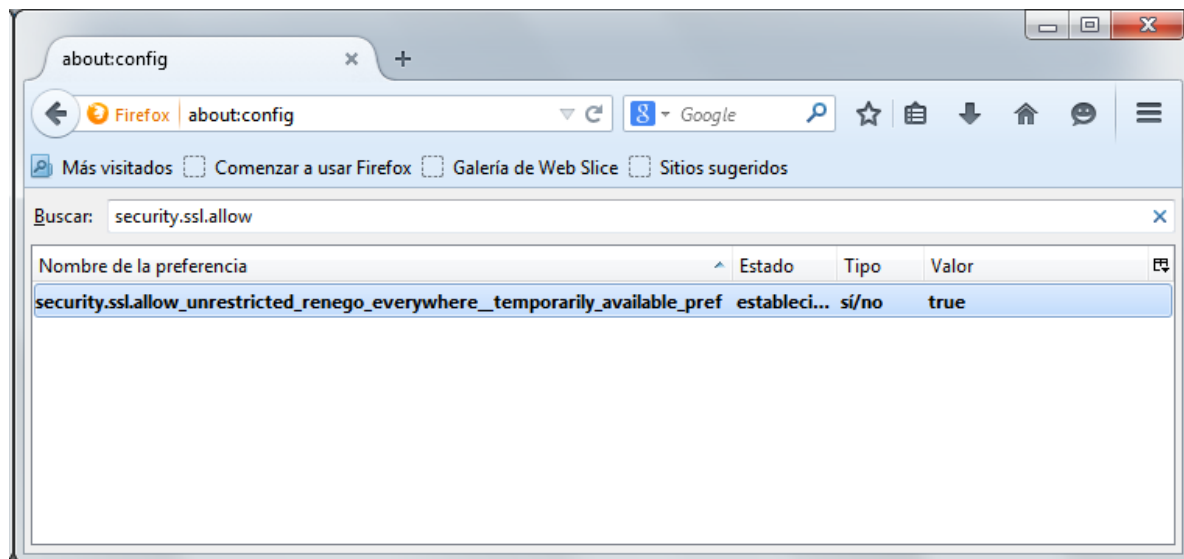 about:config
Firefox about:config Google
Más visitados Comenzar a usar Firefox Galería de Web Slice Sitios sugeridos
Buscar: security.ssl.allow
Nombre de la preferencia Estado Tipo Valor
security.ssl.allow_unrestricted_renego_everywhere__temporarily_available_pref estableci... sí/no true